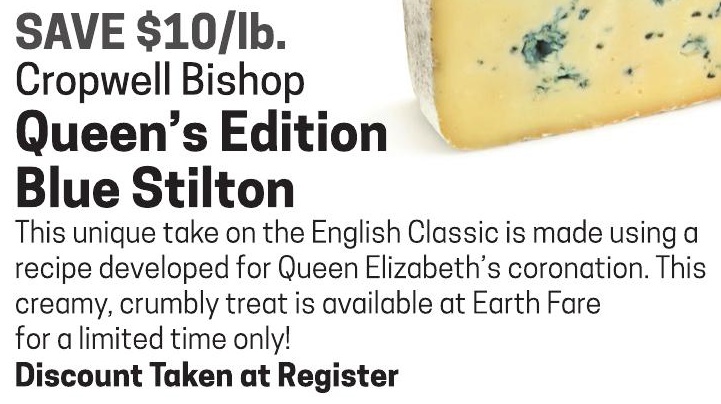 SAVE $10/lb.
Cropwell Bishop
Queen's Edition
Blue Stilton
This unique take on the English Classic is made using a
recipe developed for Queen Elizabeth's coronation. This
creamy, crumbly treat is available at Earth Fare
for a limited time only!
Discount Taken at Register